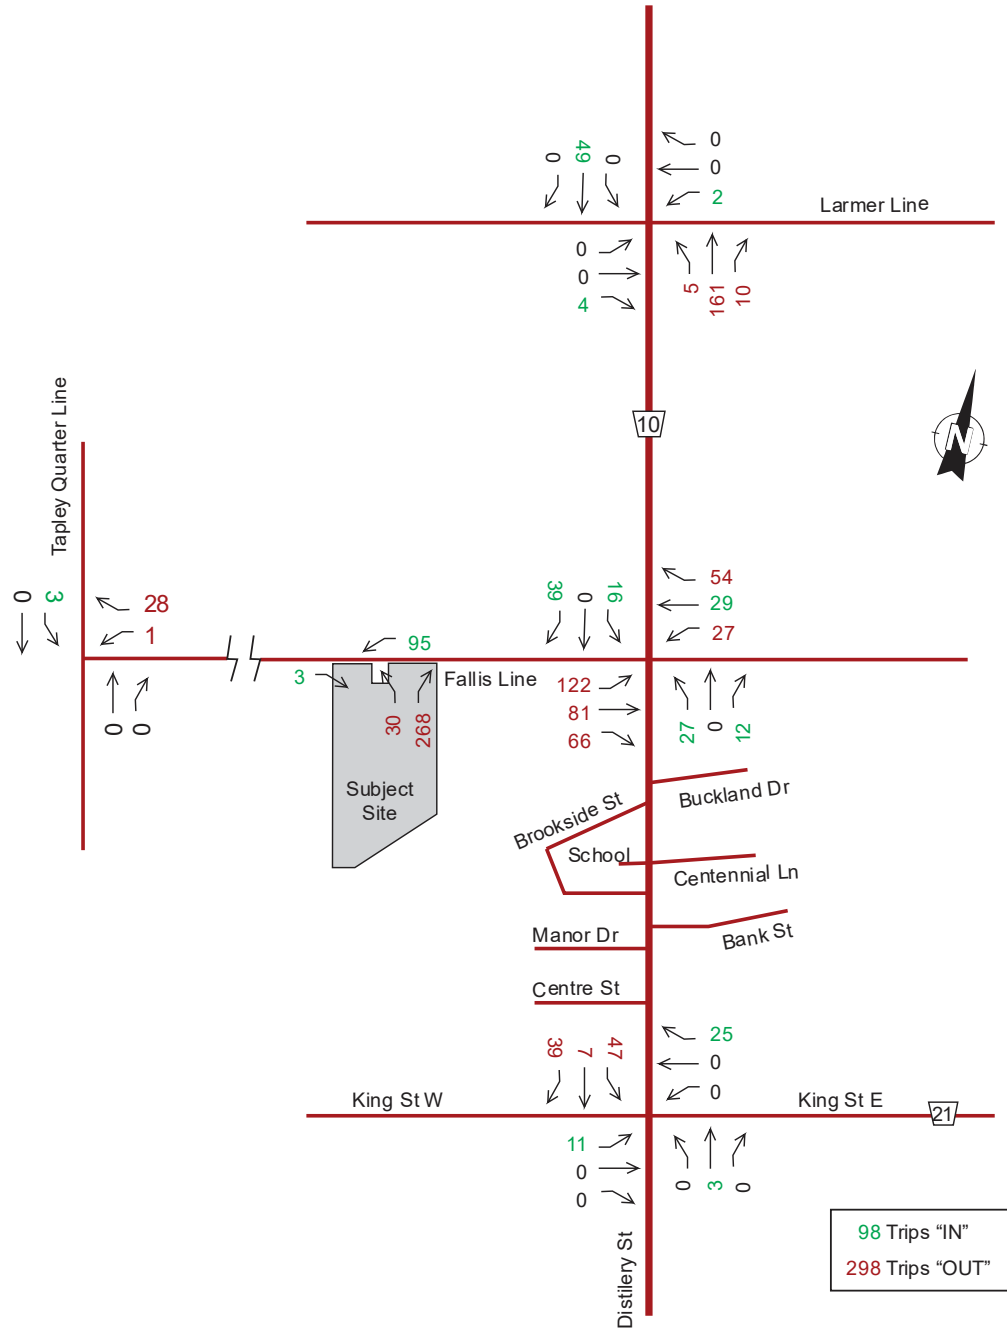 0
49
0
0
0
2
Larmer Line
0
0
4
5
161
10
10
N
Tapley Quarter Line
0
3
28
1
0
0
95
3
30
268
Fallis Line
Subject
Site
39
0
16
54
29
27
122
81
66
27
0
12
Buckland Dr
Brookside St
School
Centennial Ln
Bank St
Manor Dr
Centre St
39
7
47
25
0
0
King St W
King St E
21
11
0
0
0
3
0
Distilery St
98 Trips “IN”
298 Trips “OUT”